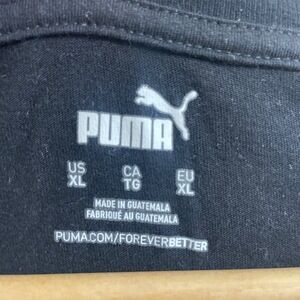 PUMA
US CA EU
XL TG XL
MADE IN GUATEMALA
FABRIQUÉ AU GUATEMALA
PUMA.COM/FOREVERBETTER